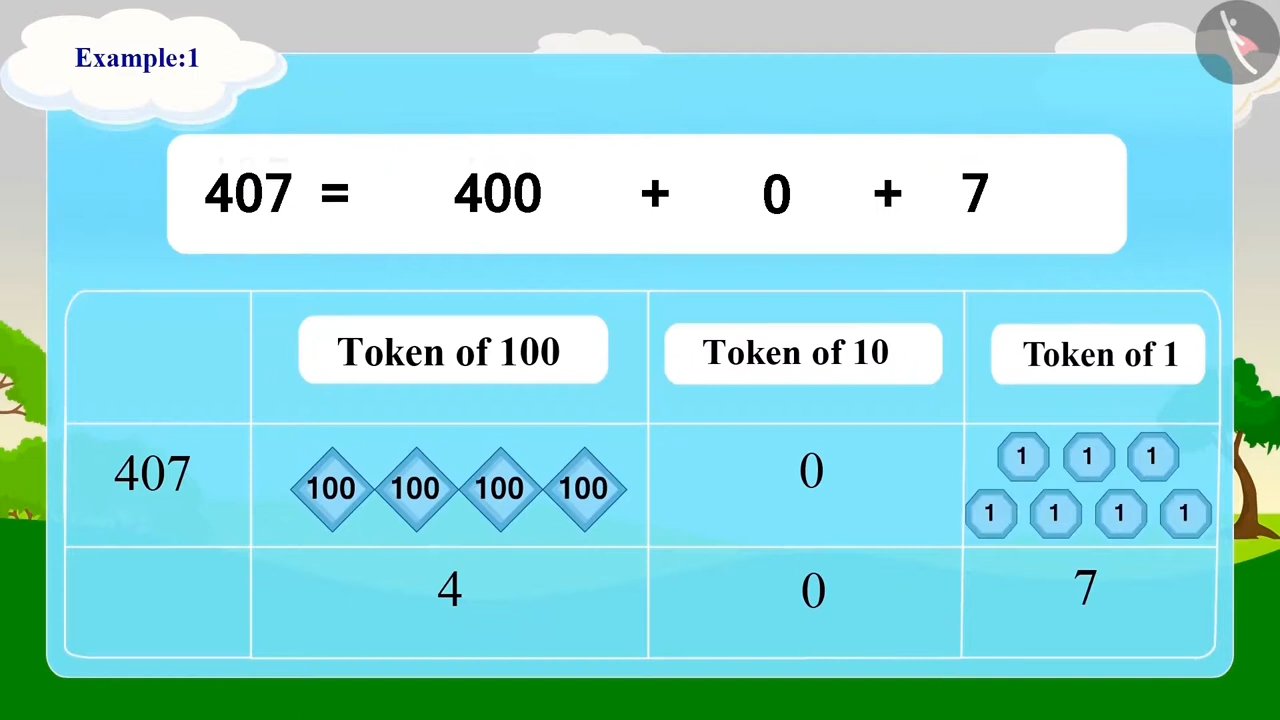 Example:1
407 = 400 + 0 + 7
Token of 100 Token of 10 Token of 1
407 100 100 100 100 0 1 1 1
1 1 1 1
4 0 7